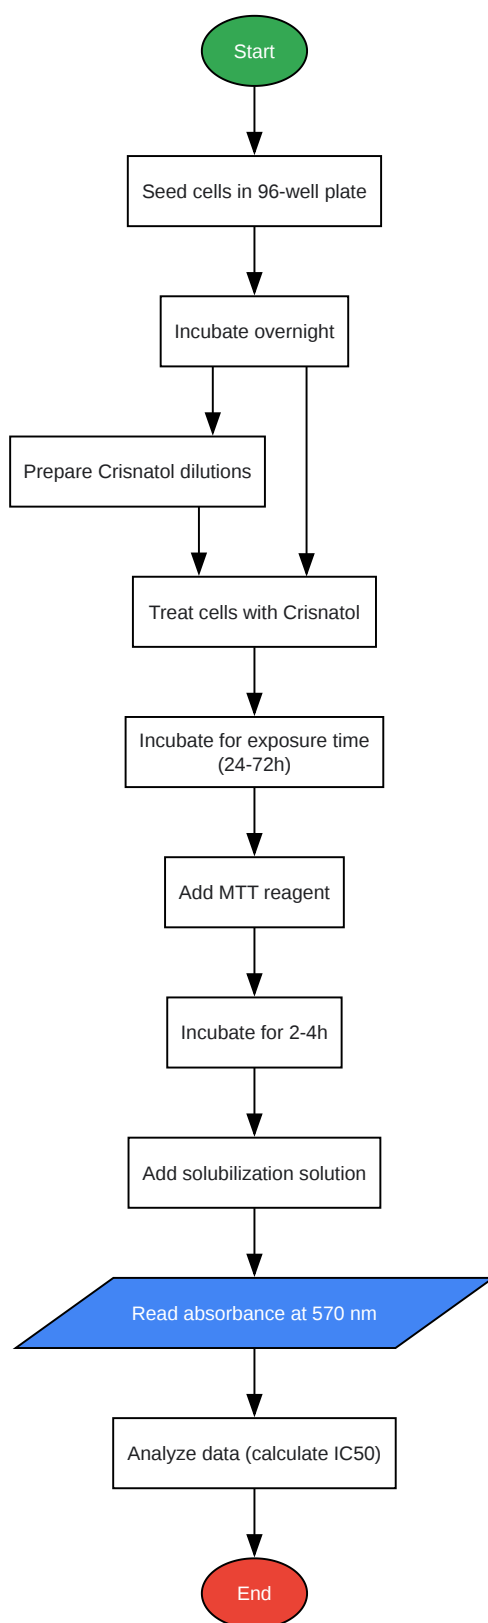 Start
Seed cells in 96-well plate
Incubate overnight
Prepare Crisnatol dilutions
Treat cells with Crisnatol
Incubate for exposure time
(24-72h)
Add MTT reagent
Incubate for 2-4h
Add solubilization solution
Read absorbance at 570 nm
Analyze data (calculate IC50)
End